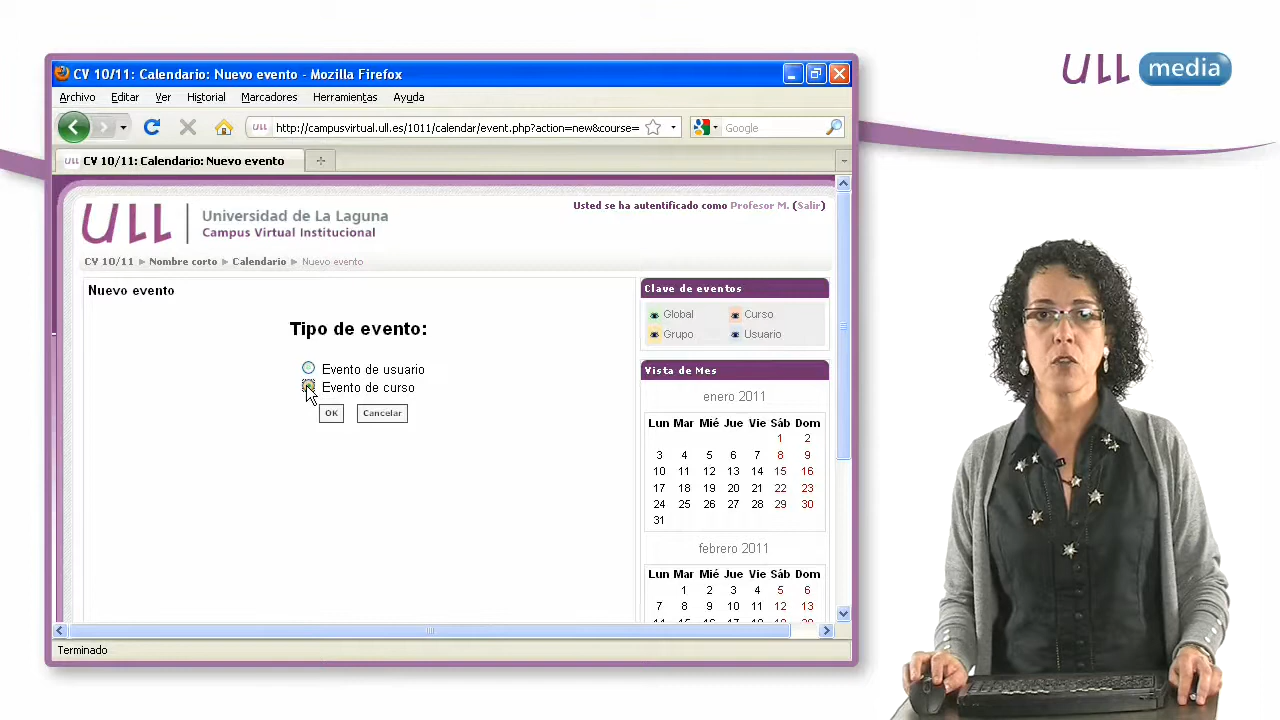 ULL media
CV 10/11: Calendario: Nuevo evento - Mozilla Firefox
Archivo Editar Ver Historial Marcadores Herramientas Ayuda
ULL http://campusvirtual.ull.es/1011/calendar/event.php?action=new&course= Google
ULL CV 10/11: Calendario: Nuevo evento
Usted se ha autentificado como Profesor M. (Salir)
ULL Universidad de La Laguna
Campus Virtual Institucional
CV 10/11 ► Nombre corto ► Calendario ► Nuevo evento
Nuevo evento
Tipo de evento:
Evento de usuario
Evento de curso
OK Cancelar
Clave de eventos
Global Curso
Grupo Usuario
Vista de Mes
enero 2011
Lun Mar Mié Jue Vie Sáb Dom
1 2
3 4 5 6 7 8 9
10 11 12 13 14 15 16
17 18 19 20 21 22 23
24 25 26 27 28 29 30
31
febrero 2011
Lun Mar Mié Jue Vie Sáb Dom
1 2 3 4 5 6
7 8 9 10 11 12 13
Terminado